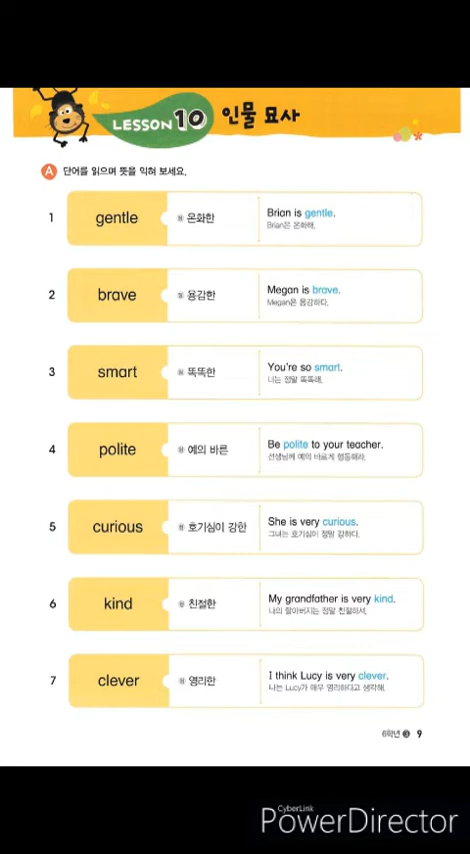 LESSON 10 인물 묘사
A 단어를 읽으며 뜻을 익혀 보세요.
1 gentle 형 온화한 Brian is gentle.
Brian은 온화해.
2 brave 형 용감한 Megan is brave.
Megan은 용감하다.
3 smart 형 똑똑한 You're so smart.
너는 정말 똑똑해.
4 polite 형 예의 바른 Be polite to your teacher.
선생님께 예의 바르게 행동해라.
5 curious 형 호기심이 강한 She is very curious.
그녀는 호기심이 정말 강하다.
6 kind 형 친절한 My grandfather is very kind.
나의 할아버지는 정말 친절하셔.
7 clever 형 영리한 I think Lucy is very clever.
나는 Lucy가 매우 영리하다고 생각해.
6학년 3 9
CyberLink
PowerDirector